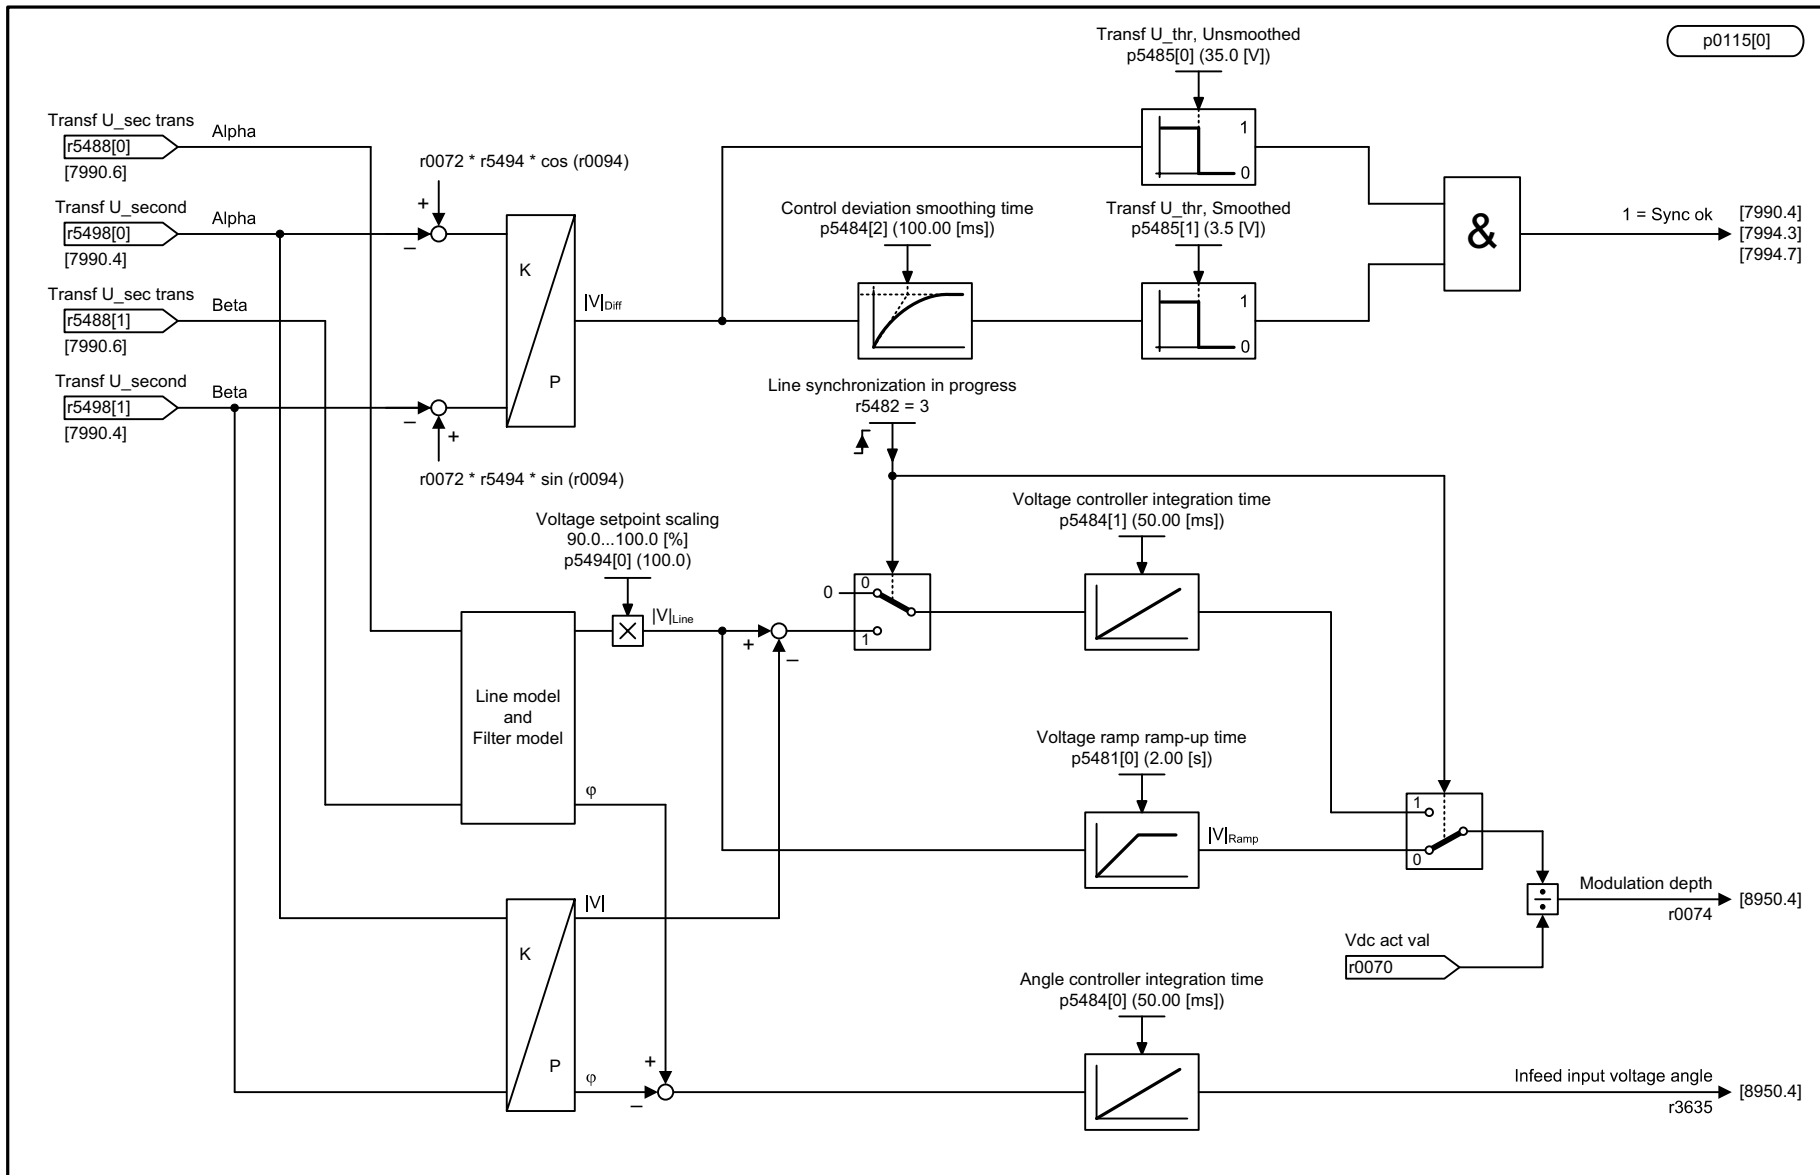 p0115[0]
Transf U_thr, Unsmoothed
p5485[0] (35.0 [V])
1
0
Transf U_sec trans
r5488[0]
[7990.6]
Alpha
Transf U_second
r5498[0]
[7990.4]
Alpha
Transf U_sec trans
r5488[1]
[7990.6]
Beta
Transf U_second
r5498[1]
[7990.4]
Beta
r0072 * r5494 * cos (r0094)
+
–
–
+
r0072 * r5494 * sin (r0094)
K
P
|V|Diff
Control deviation smoothing time
p5484[2] (100.00 [ms])
Transf U_thr, Smoothed
p5485[1] (3.5 [V])
1
0
&
1 = Sync ok
[7990.4]
[7994.3]
[7994.7]
Line synchronization in progress
r5482 = 3
Voltage setpoint scaling
90.0...100.0 [%]
p5494[0] (100.0)
|V|Line
+
–
0
0
1
Voltage controller integration time
p5484[1] (50.00 [ms])
Line model
and
Filter model
φ
Voltage ramp ramp-up time
p5481[0] (2.00 [s])
|V|Ramp
1
0
Modulation depth
r0074
[8950.4]
Vdc act val
r0070
K
P
|V|
φ
+
–
Angle controller integration time
p5484[0] (50.00 [ms])
Infeed input voltage angle
r3635
[8950.4]